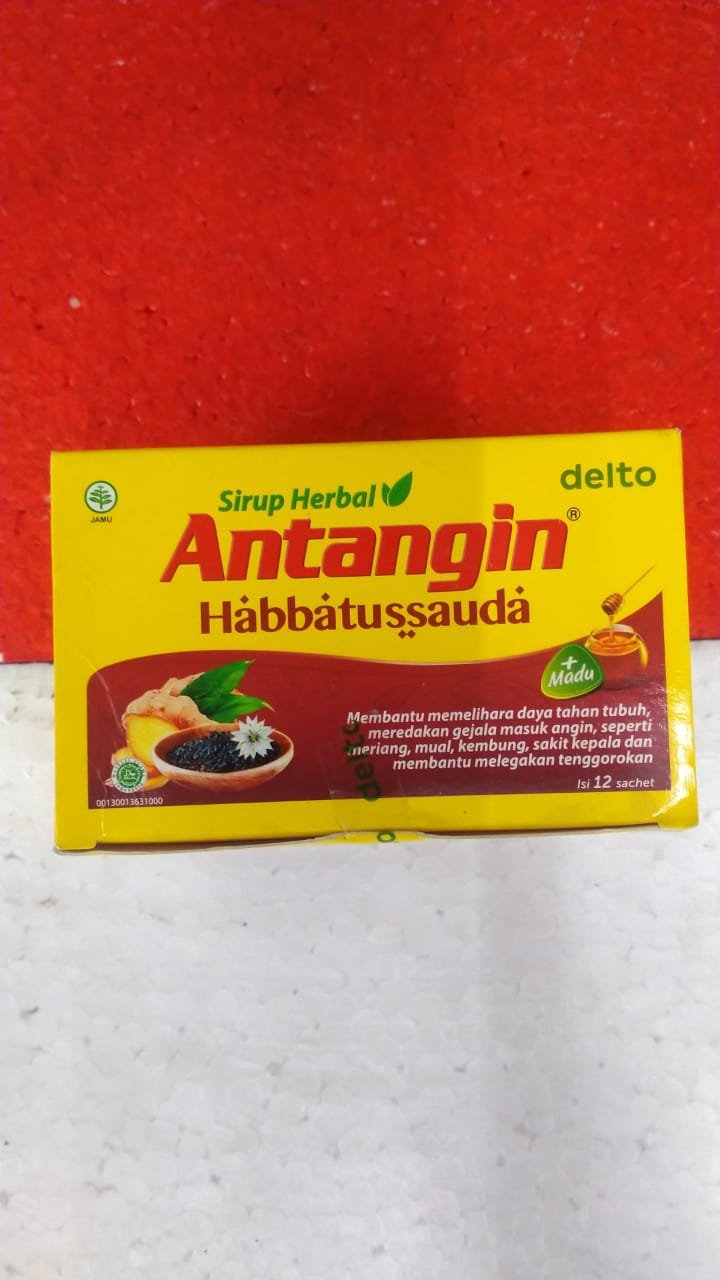 JAMU
Sirup Herbal
delto
Antangin®
Habbatussauda
+
Madu
Membantu memelihara daya tahan tubuh,
meredakan gejala masuk angin, seperti
meriang, mual, kembung, sakit kepala dan
membantu melegakan tenggorokan
Isi 12 sachet
delto
00130013631000